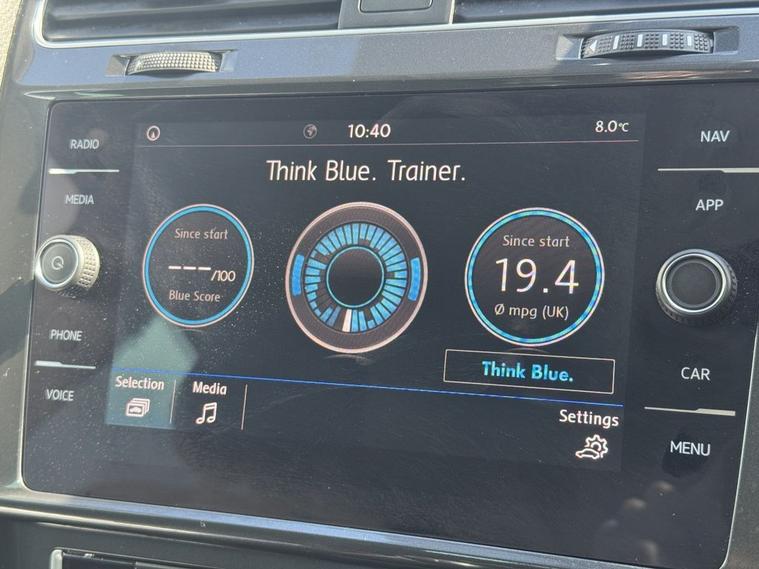 RADIO
MEDIA
PHONE
VOICE
10:40
8.0°C
Think Blue. Trainer.
Since start
---/100
Blue Score
Since start
19.4
Ø mpg (UK)
Think Blue.
Selection
Media
Settings
NAV
APP
CAR
MENU